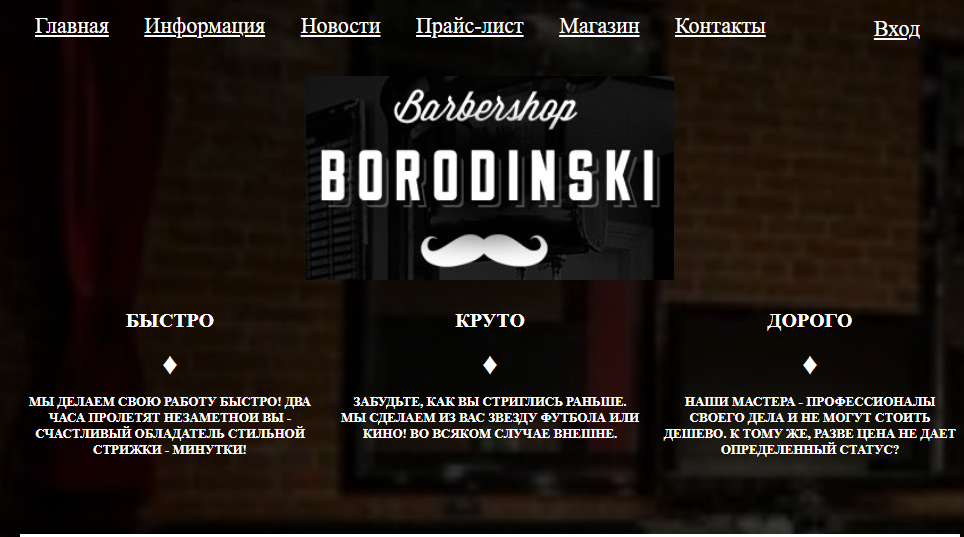 Главная Информация Новости Прайс-лист Магазин Контакты Вход
Barbershop
BORODINSKI
БЫСТРО
МЫ ДЕЛАЕМ СВОЮ РАБОТУ БЫСТРО! ДВА
ЧАСА ПРОЛЕТЯТ НЕЗАМЕТНОИ ВЫ -
СЧАСТЛИВЫЙ ОБЛАДАТЕЛЬ СТИЛЬНОЙ
СТРИЖКИ - МИНУТКИ!
КРУТО
ЗАБУДЬТЕ, КАК ВЫ СТРИГЛИСЬ РАНЬШЕ.
МЫ СДЕЛАЕМ ИЗ ВАС ЗВЕЗДУ ФУТБОЛА ИЛИ
КИНО! ВО ВСЯКОМ СЛУЧАЕ ВНЕШНЕ.
ДОРОГО
НАШИ МАСТЕРА - ПРОФЕССИОНАЛЫ
СВОЕГО ДЕЛА И НЕ МОГУТ СТОИТЬ
ДЕШЕВО. К ТОМУ ЖЕ, РАЗВЕ ЦЕНА НЕ ДАЕТ
ОПРЕДЕЛЕННЫЙ СТАТУС?